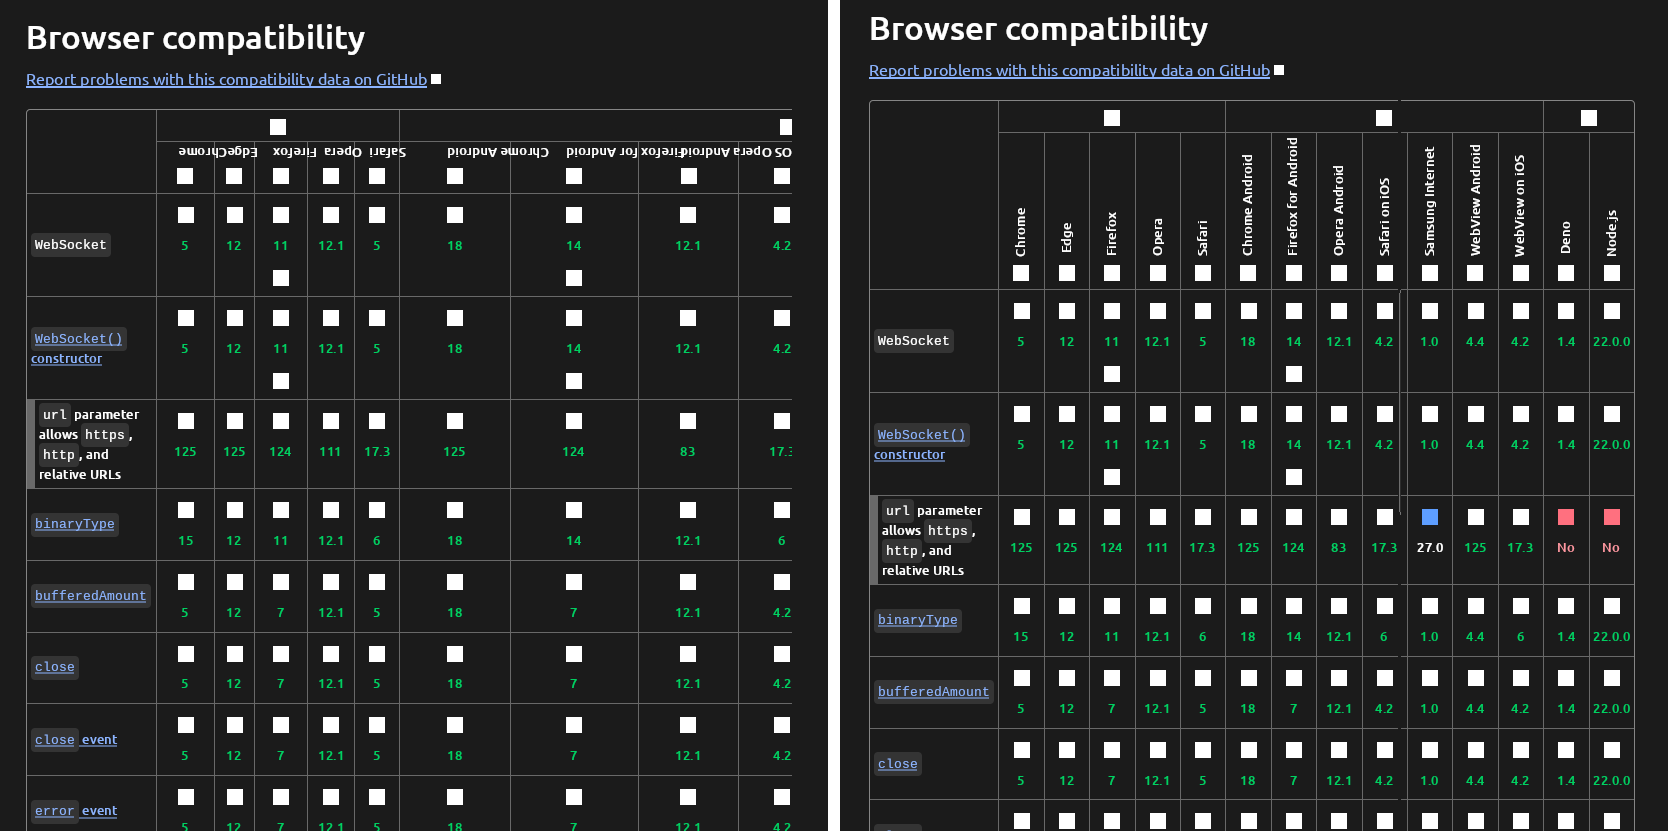 Browser compatibility
Report problems with this compatibility data on GitHub
Chrome Edge Firefox Opera Safari Chrome Android Firefox for Android Opera Android OS
WebSocket 5 12 11 12.1 5 18 14 12.1 4.2
WebSocket() 5 12 11 12.1 5 18 14 12.1 4.2
constructor
url parameter
allows https,
http, and 125 125 124 111 17.3 125 124 83 17.3
relative URLs
binaryType 15 12 11 12.1 6 18 14 12.1 6
bufferedAmount 5 12 7 12.1 5 18 7 12.1 4.2
close 5 12 7 12.1 5 18 7 12.1 4.2
close event 5 12 7 12.1 5 18 7 12.1 4.2
error event 5 12 7 12.1 5 18 7 12.1 4.2
Browser compatibility
Report problems with this compatibility data on GitHub
Chrome Edge Firefox Opera Safari Chrome Android Firefox for Android Opera Android Safari on iOS Samsung Internet WebView Android WebView on iOS Deno Node.js
WebSocket 5 12 11 12.1 5 18 14 12.1 4.2 1.0 4.4 4.2 1.4 22.0.0
WebSocket() 5 12 11 12.1 5 18 14 12.1 4.2 1.0 4.4 4.2 1.4 22.0.0
constructor
url parameter
allows https,
http, and 125 125 124 111 17.3 125 124 83 17.3 27.0 125 17.3 No No
relative URLs
binaryType 15 12 11 12.1 6 18 14 12.1 6 1.0 4.4 6 1.4 22.0.0
bufferedAmount 5 12 7 12.1 5 18 7 12.1 4.2 1.0 4.4 4.2 1.4 22.0.0
close 5 12 7 12.1 5 18 7 12.1 4.2 1.0 4.4 4.2 1.4 22.0.0